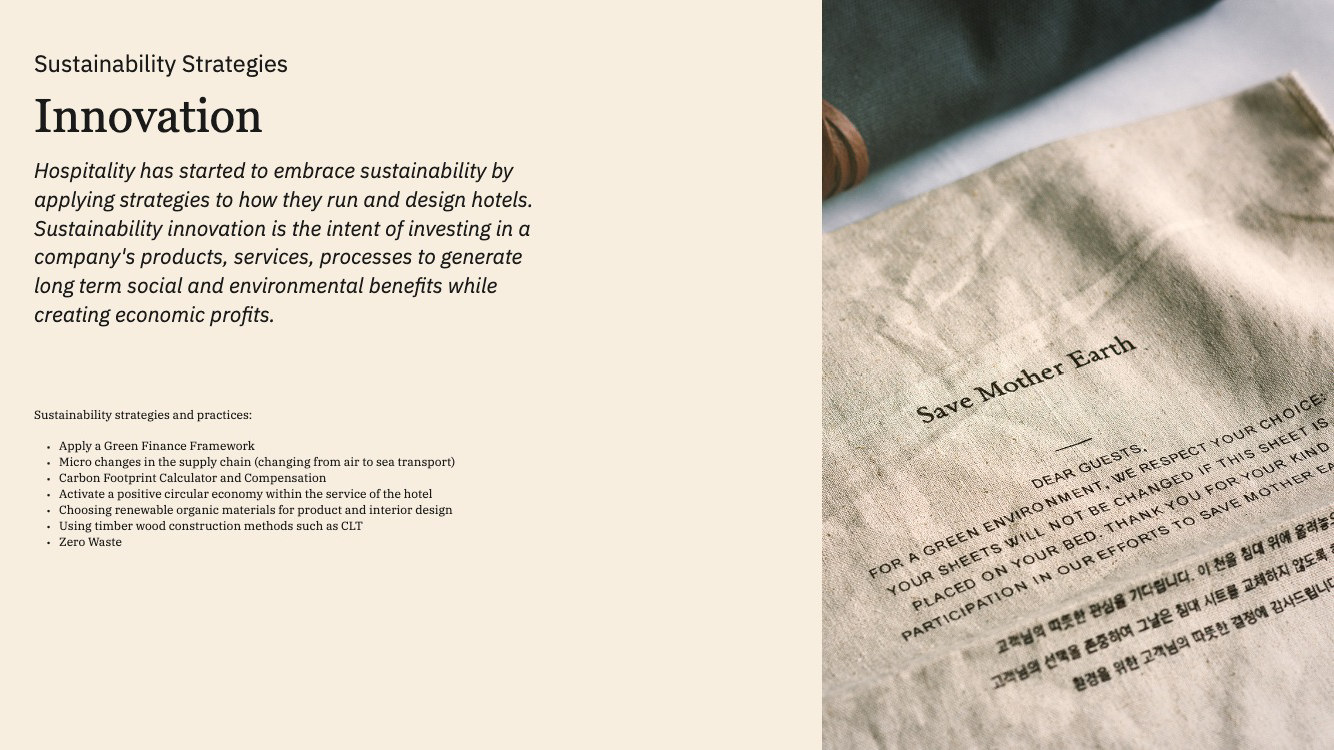 Sustainability Strategies
Innovation
Hospitality has started to embrace sustainability by
applying strategies to how they run and design hotels.
Sustainability innovation is the intent of investing in a
company's products, services, processes to generate
long term social and environmental benefits while
creating economic profits.
Sustainability strategies and practices:
• Apply a Green Finance Framework
• Micro changes in the supply chain (changing from air to sea transport)
• Carbon Footprint Calculator and Compensation
• Activate a positive circular economy within the service of the hotel
• Choosing renewable organic materials for product and interior design
• Using timber wood construction methods such as CLT
• Zero Waste
Save Mother Earth
DEAR GUESTS,
FOR A GREEN ENVIRONMENT, WE RESPECT YOUR CHOICE:
YOUR SHEETS WILL NOT BE CHANGED IF THIS SHEET IS
PLACED ON YOUR BED. THANK YOU FOR YOUR KIND
PARTICIPATION IN OUR EFFORTS TO SAVE MOTHER
고객님의 따뜻한 관심을 기다립니다. 이 천을 침대 위에
고객님의 선택을 존중하여 그날은 침대 시트를 교체하지 않도록
환경을 위한 고객님의 따뜻한 결정에 감사드립니다